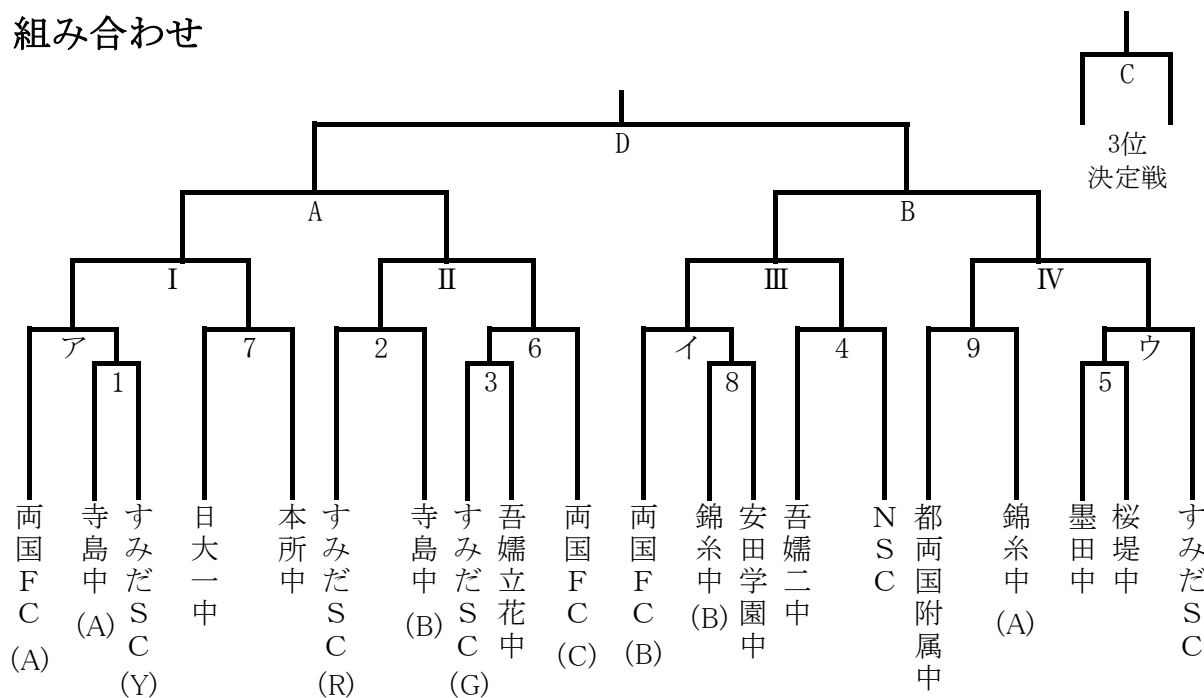 組み合わせ
C
3位
決定戦
D
A
B
Ⅰ
Ⅱ
Ⅲ
Ⅳ
ア
7
2
6
イ
4
9
ウ
1
3
8
5
両国FC(A)
寺島中(A)
すみだSC(Y)
日大一中
本所中
すみだSC(R)
寺島中(B)
すみだSC(G)
吾嬬立花中
両国FC(C)
両国FC(B)
錦糸中(B)
安田学園中
吾嬬二中
NSC
都両国附属中
錦糸中(A)
墨田中
桜堤中
すみだSC